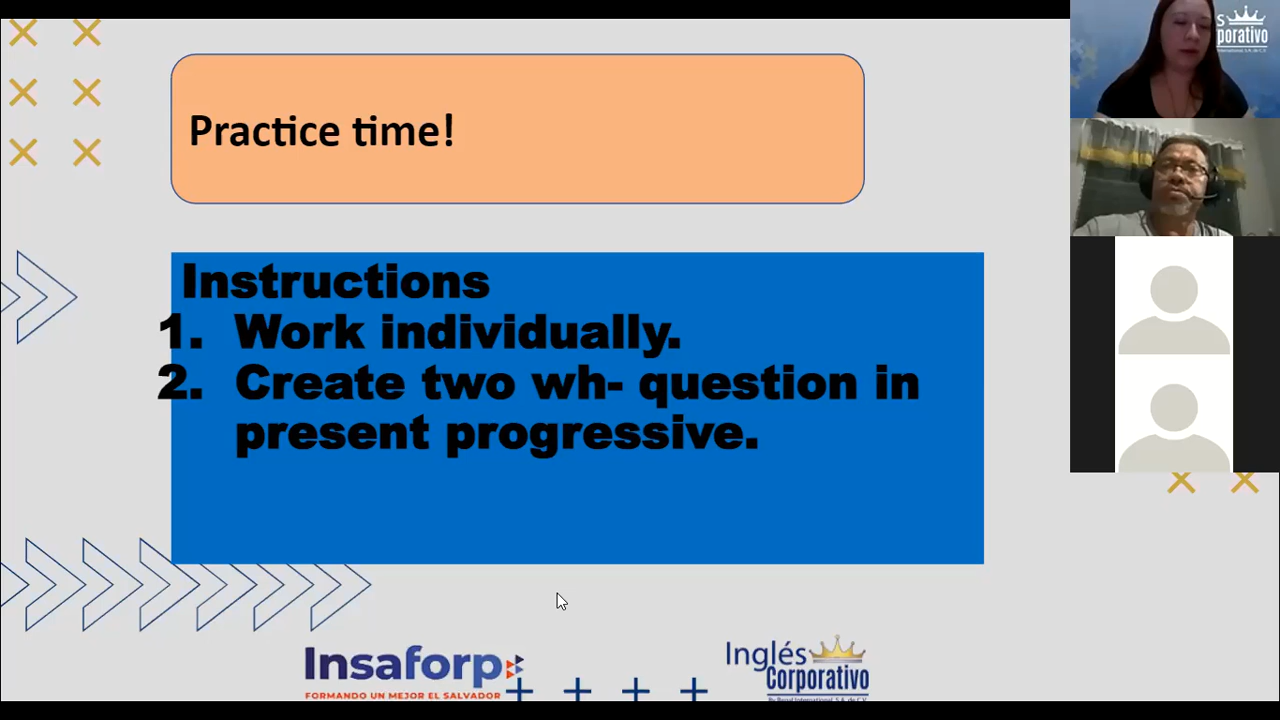 Practice time!
Instructions
1. Work individually.
2. Create two wh- question in
present progressive.
S
porativo
Insaforp
FORMANDO UN MEJOR EL SALVADOR
Inglés
Corporativo